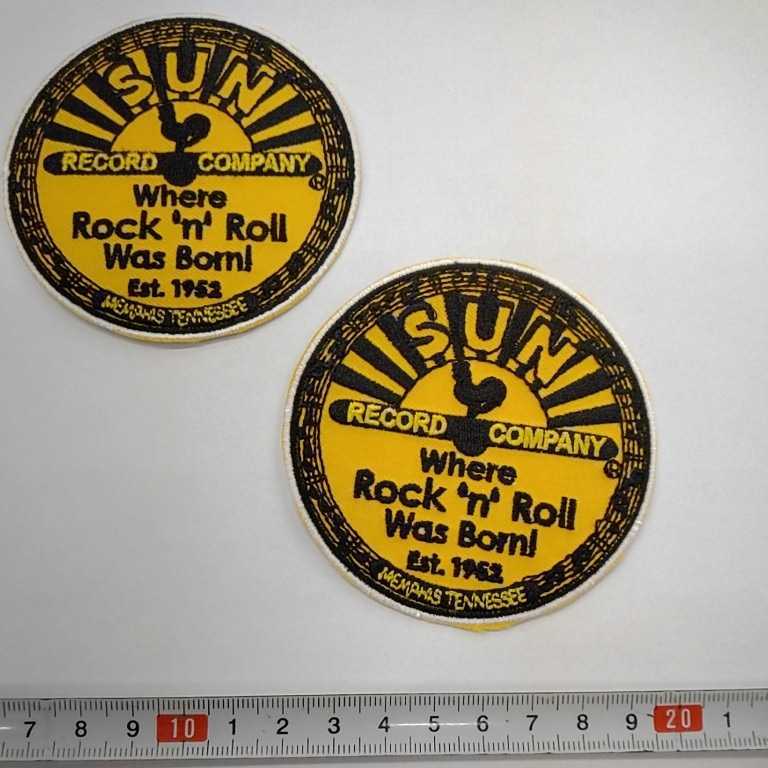 SUN
RECORD COMPANY
®
Where
Rock 'n' Roll
Was Born!
Est. 1952
MEMPHIS TENNESSEE
SUN
RECORD COMPANY
®
Where
Rock 'n' Roll
Was Born!
Est. 1952
MEMPHIS TENNESSEE
7 8 9 10 1 2 3 4 5 6 7 8 9 20 1